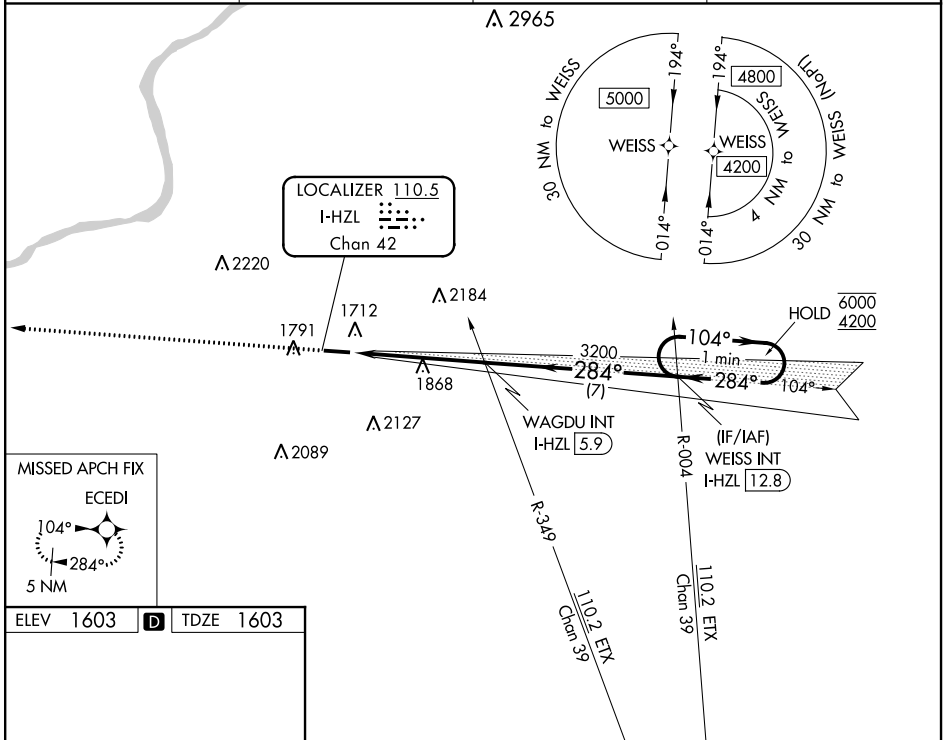 2965
30 NM to WEISS
5000
194°
WEISS
014°
194°
4800
WEISS
4200
014°
4 NM to WEISS
30 NM to WEISS (NoPT)
LOCALIZER 110.5
I-HZL
Chan 42
2220
1712
1791
2184
1868
2127
2089
HOLD 6000
4200
104°
1 min
3200
284°
(7)
284°
104°
WAGDU INT
I-HZL 5.9
(IF/IAF)
WEISS INT
I-HZL 12.8
R-349
R-004
110.2 ETX
Chan 39
110.2 ETX
Chan 39
MISSED APCH FIX
ECEDI
104°
284°
5 NM
ELEV 1603 D TDZE 1603